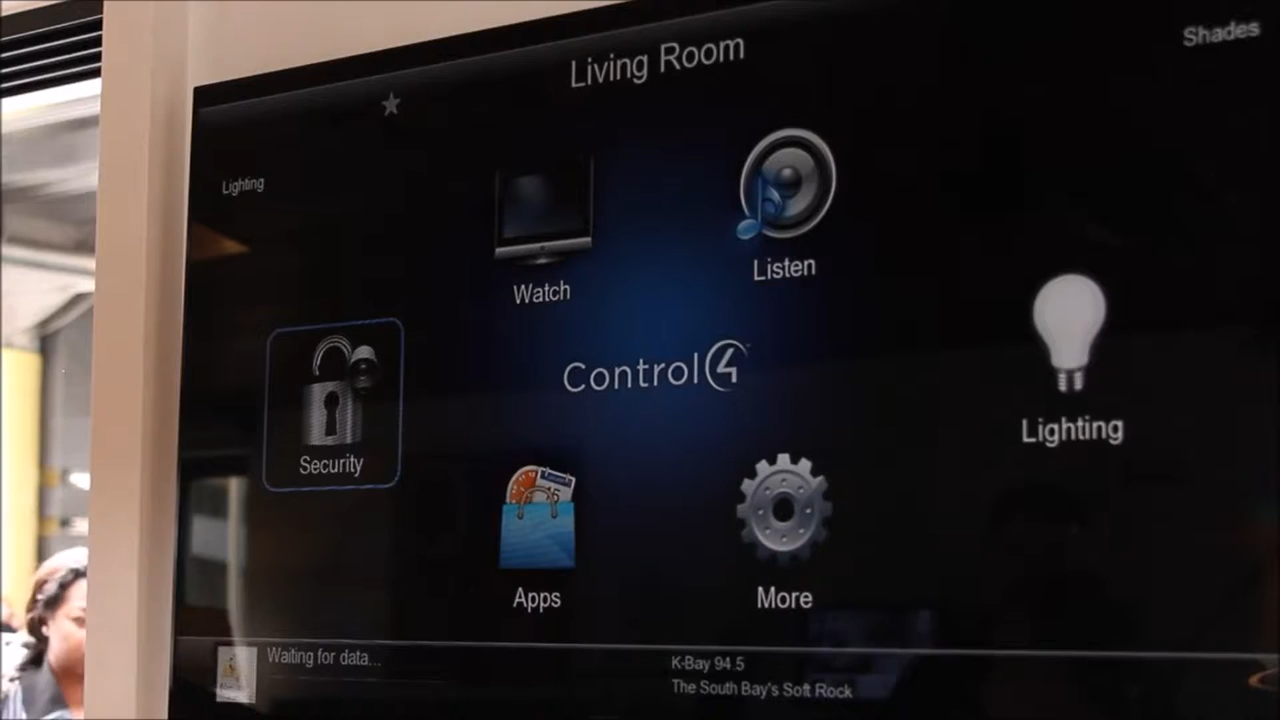 Living Room
Shades
Lighting
Watch
Listen
Control4
Security
Lighting
Apps
More
Waiting for data...
K-Bay 94.5
The South Bay's Soft Rock